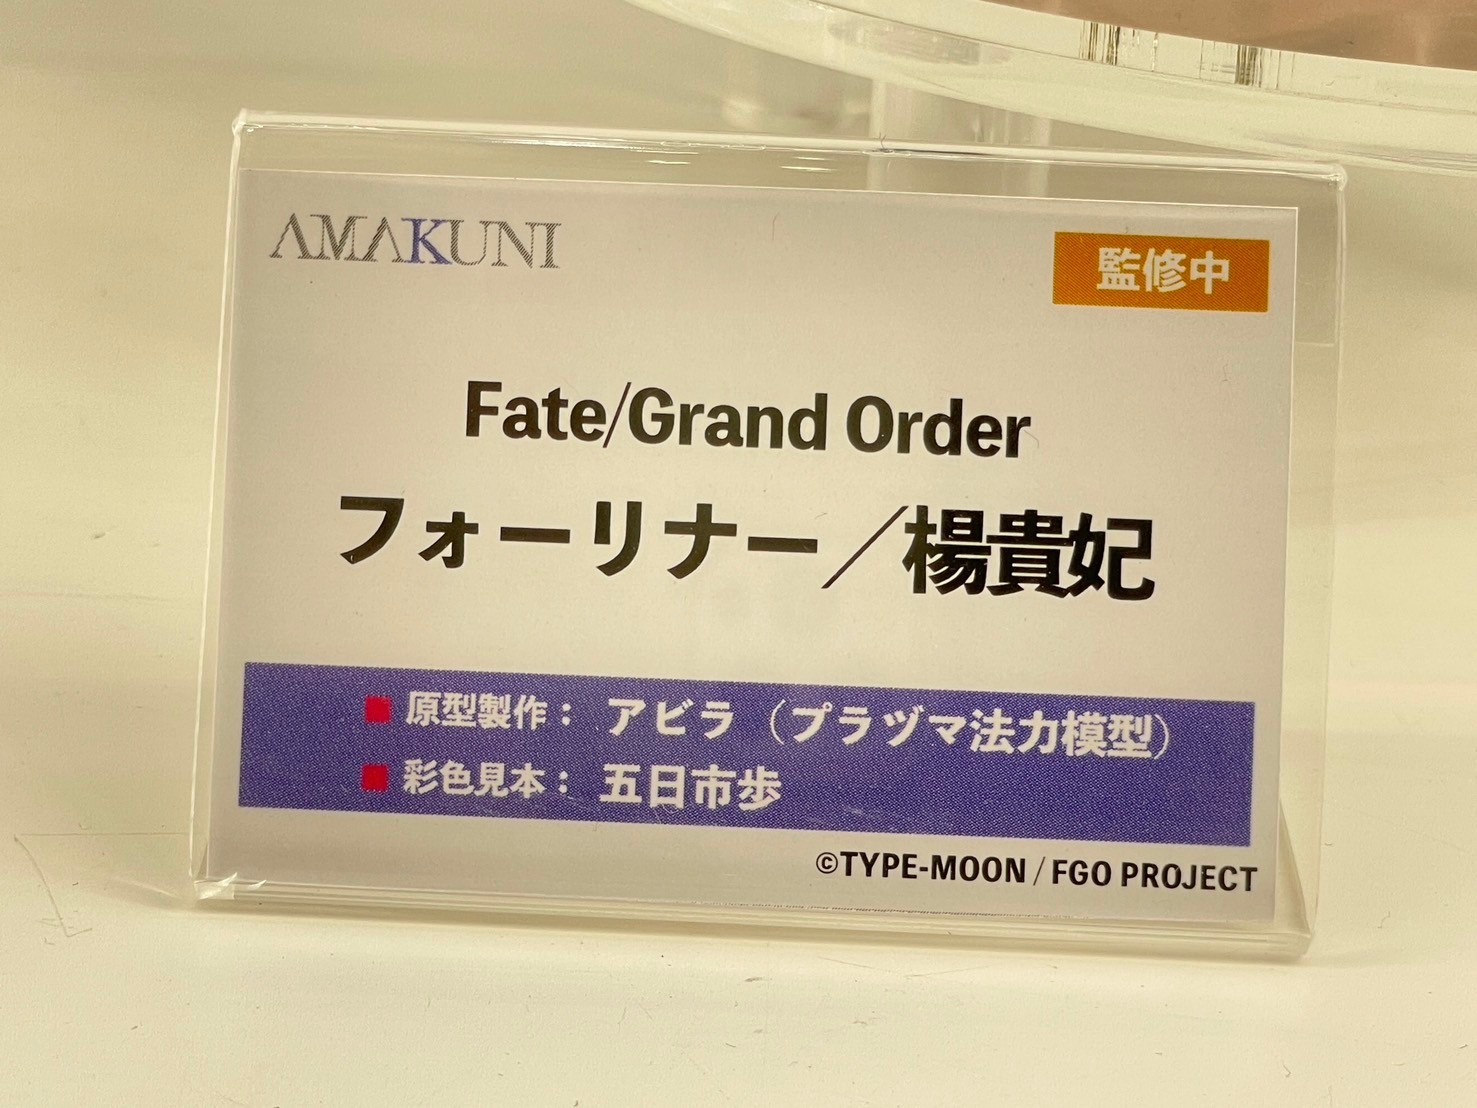 AMAKUNI
監修中
Fate/Grand Order
フォーリナー／楊貴妃
■ 原型製作： アビラ（プラヅマ法力模型）
■ 彩色見本： 五日市歩
©TYPE-MOON / FGO PROJECT